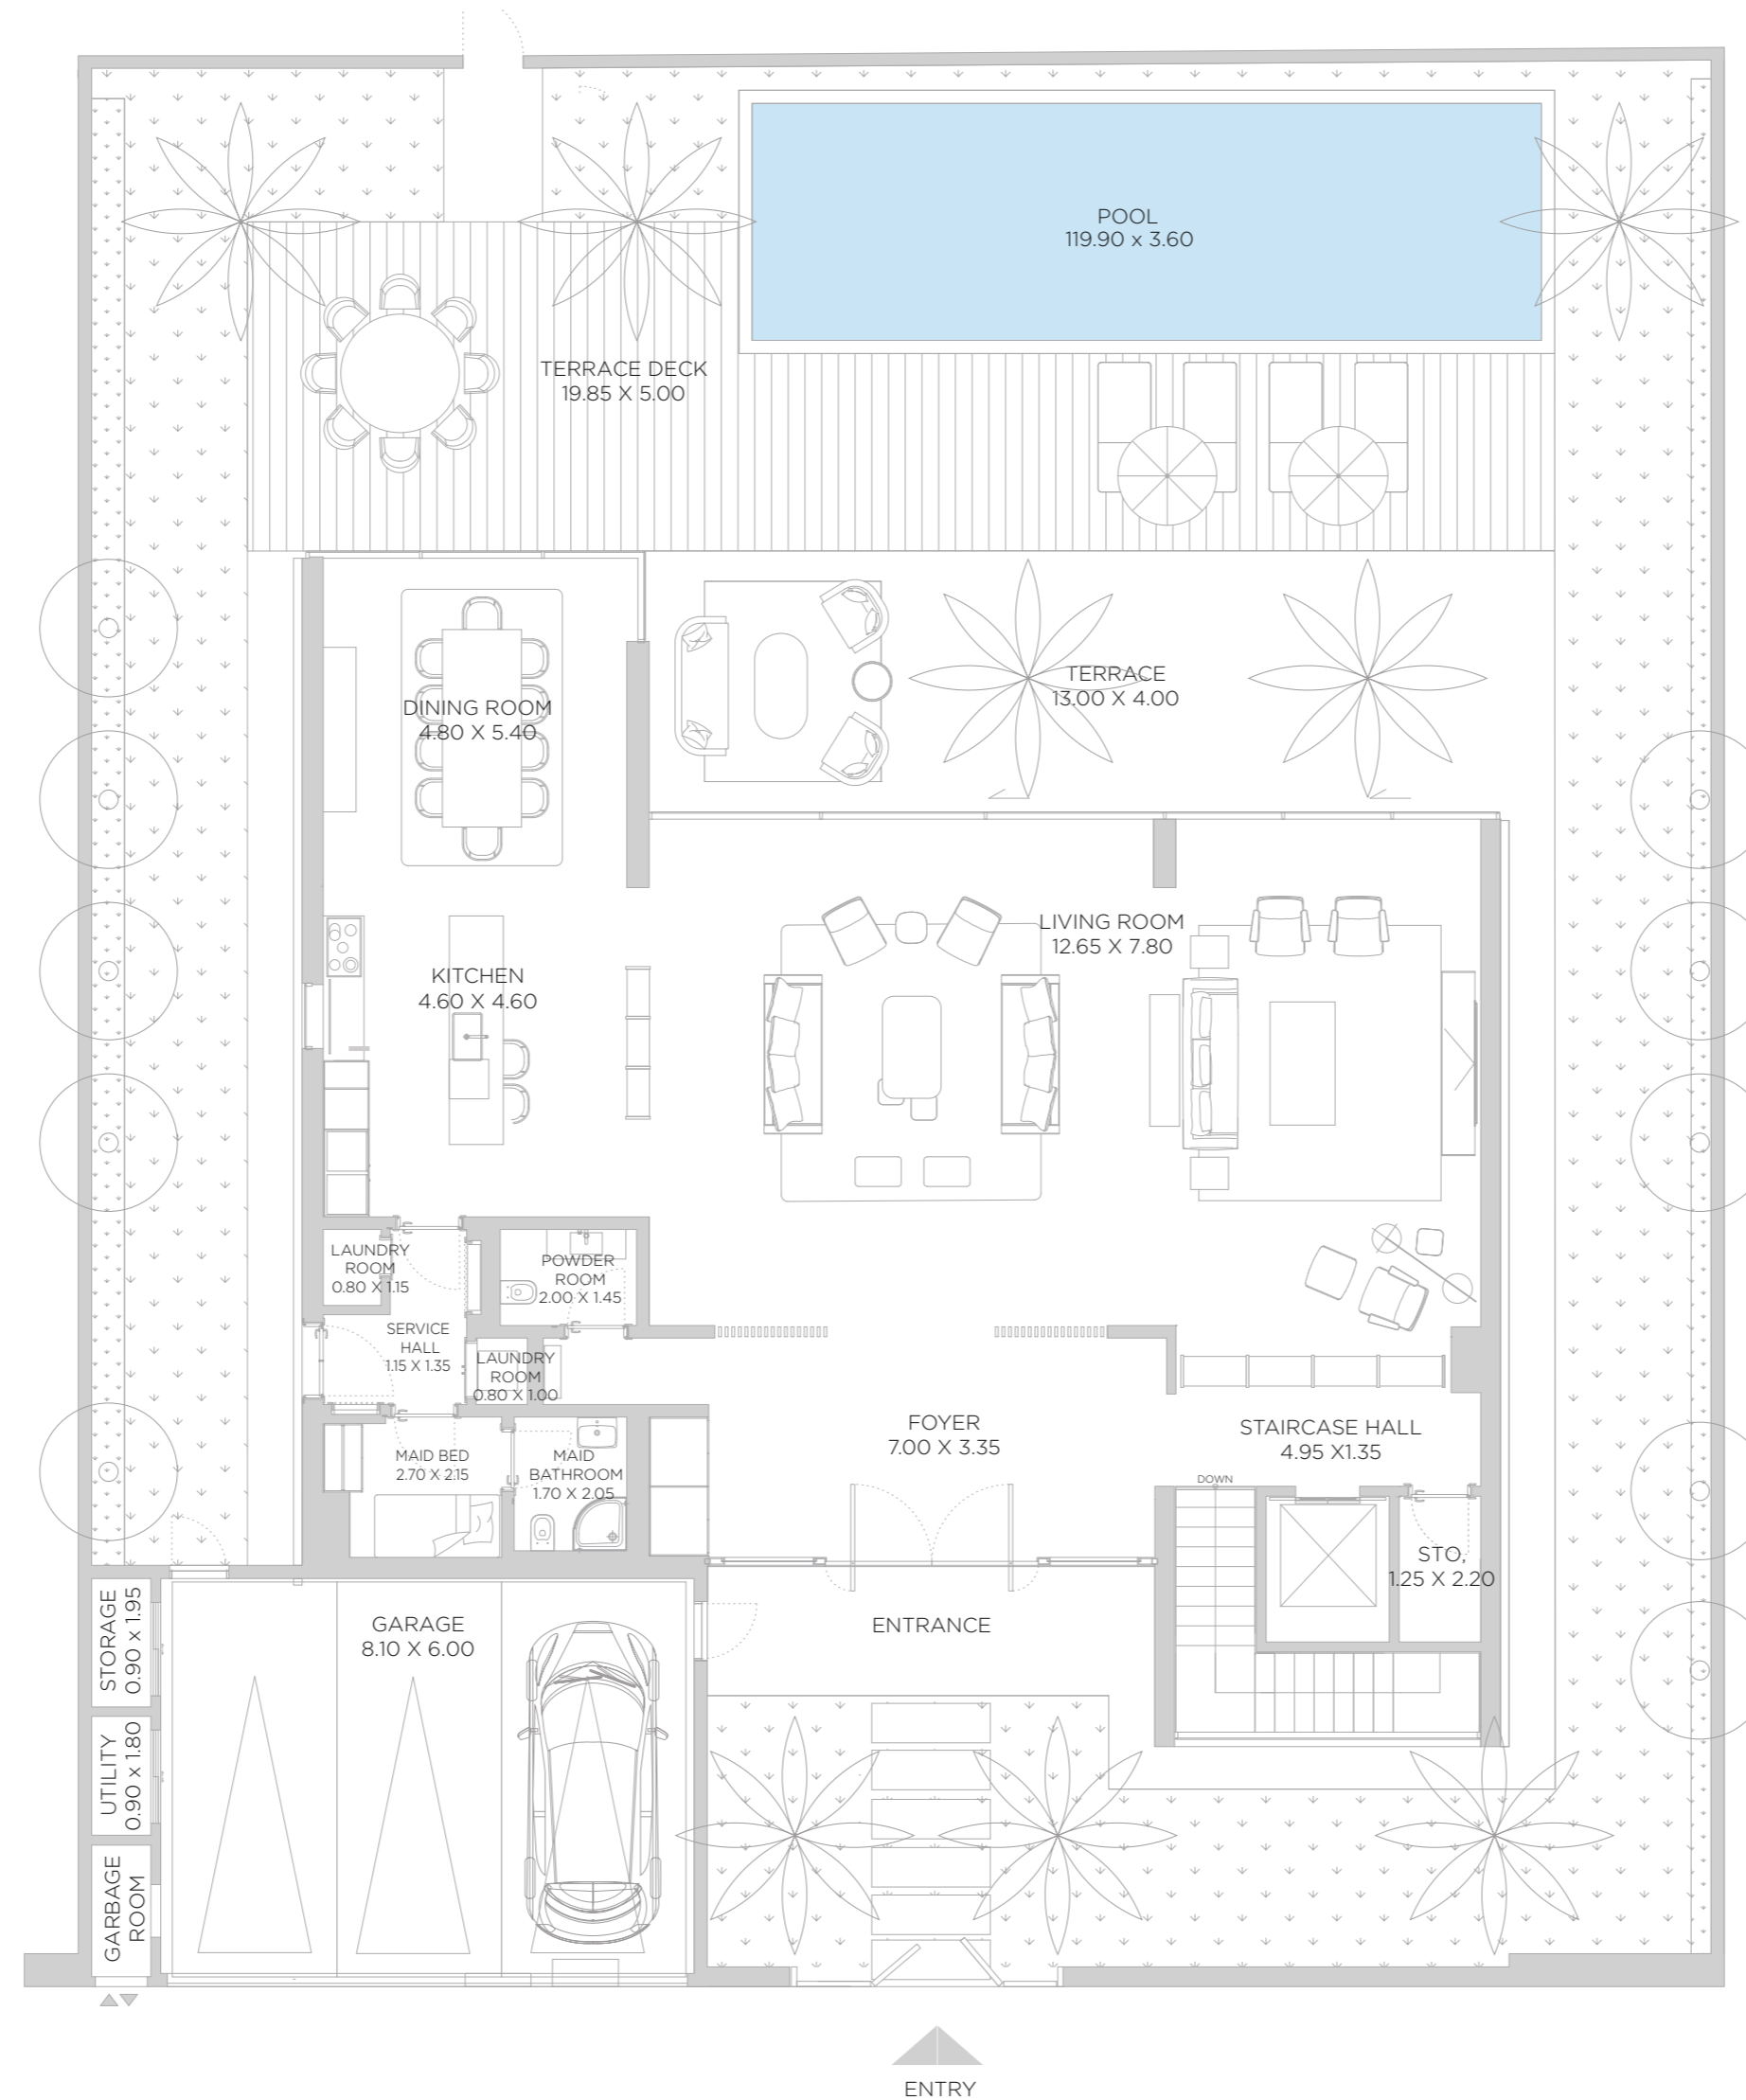 POOL
119.90 x 3.60
TERRACE DECK
19.85 X 5.00
TERRACE
13.00 X 4.00
DINING ROOM
4.80 X 5.40
LIVING ROOM
12.65 X 7.80
KITCHEN
4.60 X 4.60
LAUNDRY
ROOM
0.80 X 1.15
POWDER
ROOM
2.00 X 1.45
SERVICE
HALL
1.15 X 1.35
LAUNDRY
ROOM
0.80 X 1.00
FOYER
7.00 X 3.35
STAIRCASE HALL
4.95 X1.35
MAID BED
2.70 X 2.15
MAID
BATHROOM
1.70 X 2.05
DOWN
STO,
1.25 X 2.20
STORAGE
0.90 x 1.95
GARAGE
8.10 X 6.00
ENTRANCE
UTILITY
0.90 x 1.80
GARBAGE
ROOM
ENTRY